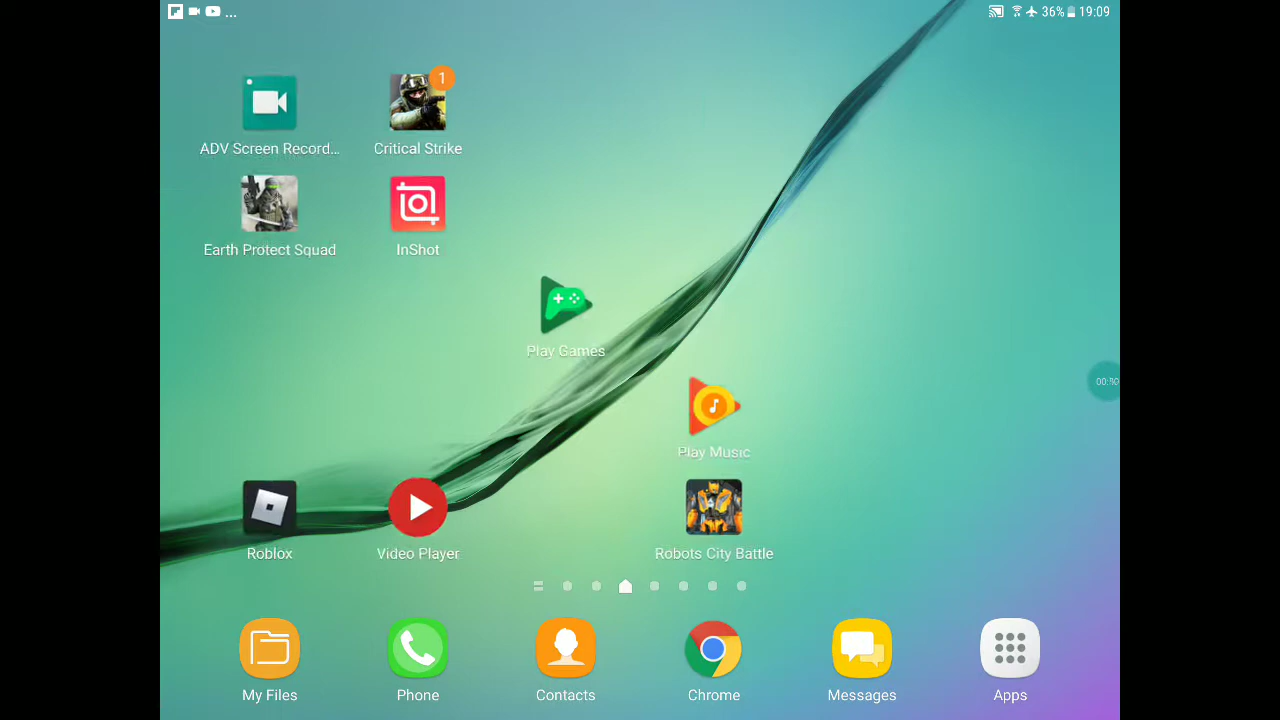 ...
36% 19:09
1
ADV Screen Record...
Critical Strike
Earth Protect Squad
InShot
Play Games
Play Music
Roblox
Video Player
Robots City Battle
My Files
Phone
Contacts
Chrome
Messages
Apps